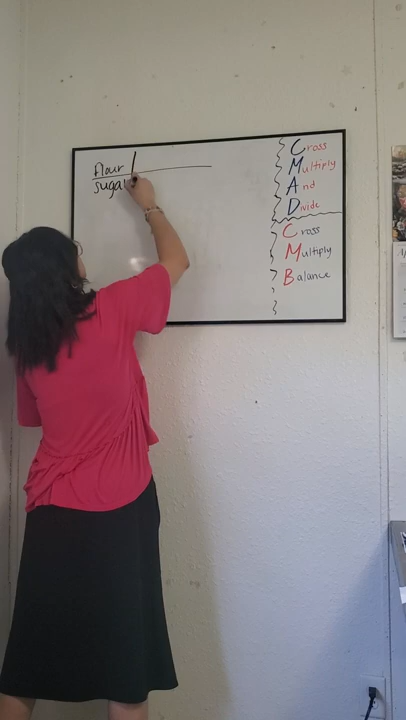 flour
sugar
Cross
Multiply
And
Divide
Cross
Multiply
Balance